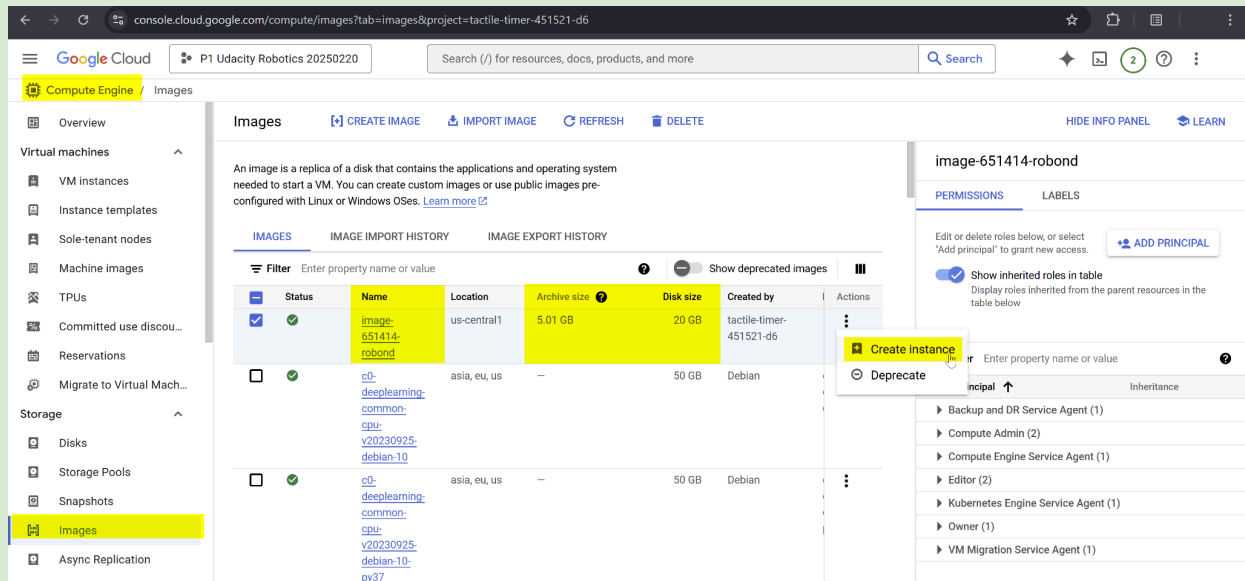 console.cloud.google.com/compute/images?tab=images&project=tactile-timer-451521-d6
Google Cloud
P1 Udacity Robotics 20250220
Search (/) for resources, docs, products, and more
Search
2
Compute Engine / Images
Overview
Virtual machines
VM instances
Instance templates
Sole-tenant nodes
Machine images
TPUs
Committed use discou...
Reservations
Migrate to Virtual Mach...
Storage
Disks
Storage Pools
Snapshots
Images
Async Replication
Images
CREATE IMAGE
IMPORT IMAGE
REFRESH
DELETE
HIDE INFO PANEL
LEARN
An image is a replica of a disk that contains the applications and operating system
needed to start a VM. You can create custom images or use public images pre-
configured with Linux or Windows OSes. Learn more
IMAGES
IMAGE IMPORT HISTORY
IMAGE EXPORT HISTORY
Filter Enter property name or value
Show deprecated images
Status Name Location Archive size Disk size Created by Actions
image-
651414-
robond
us-central1
5.01 GB
20 GB
tactile-timer-
451521-d6
Create instance
Deprecate
c0-
deeplearning-
common-
cpu-
v20230925-
debian-10
asia, eu, us
—
50 GB
Debian
c0-
deeplearning-
common-
cpu-
v20230925-
debian-10-
py37
asia, eu, us
—
50 GB
Debian
image-651414-robond
PERMISSIONS
LABELS
Edit or delete roles below, or select
"Add principal" to grant new access.
ADD PRINCIPAL
Show inherited roles in table
Display roles inherited from the parent resources in the
table below
Enter property name or value
Inheritance
Backup and DR Service Agent (1)
Compute Admin (2)
Compute Engine Service Agent (1)
Editor (2)
Kubernetes Engine Service Agent (1)
Owner (1)
VM Migration Service Agent (1)